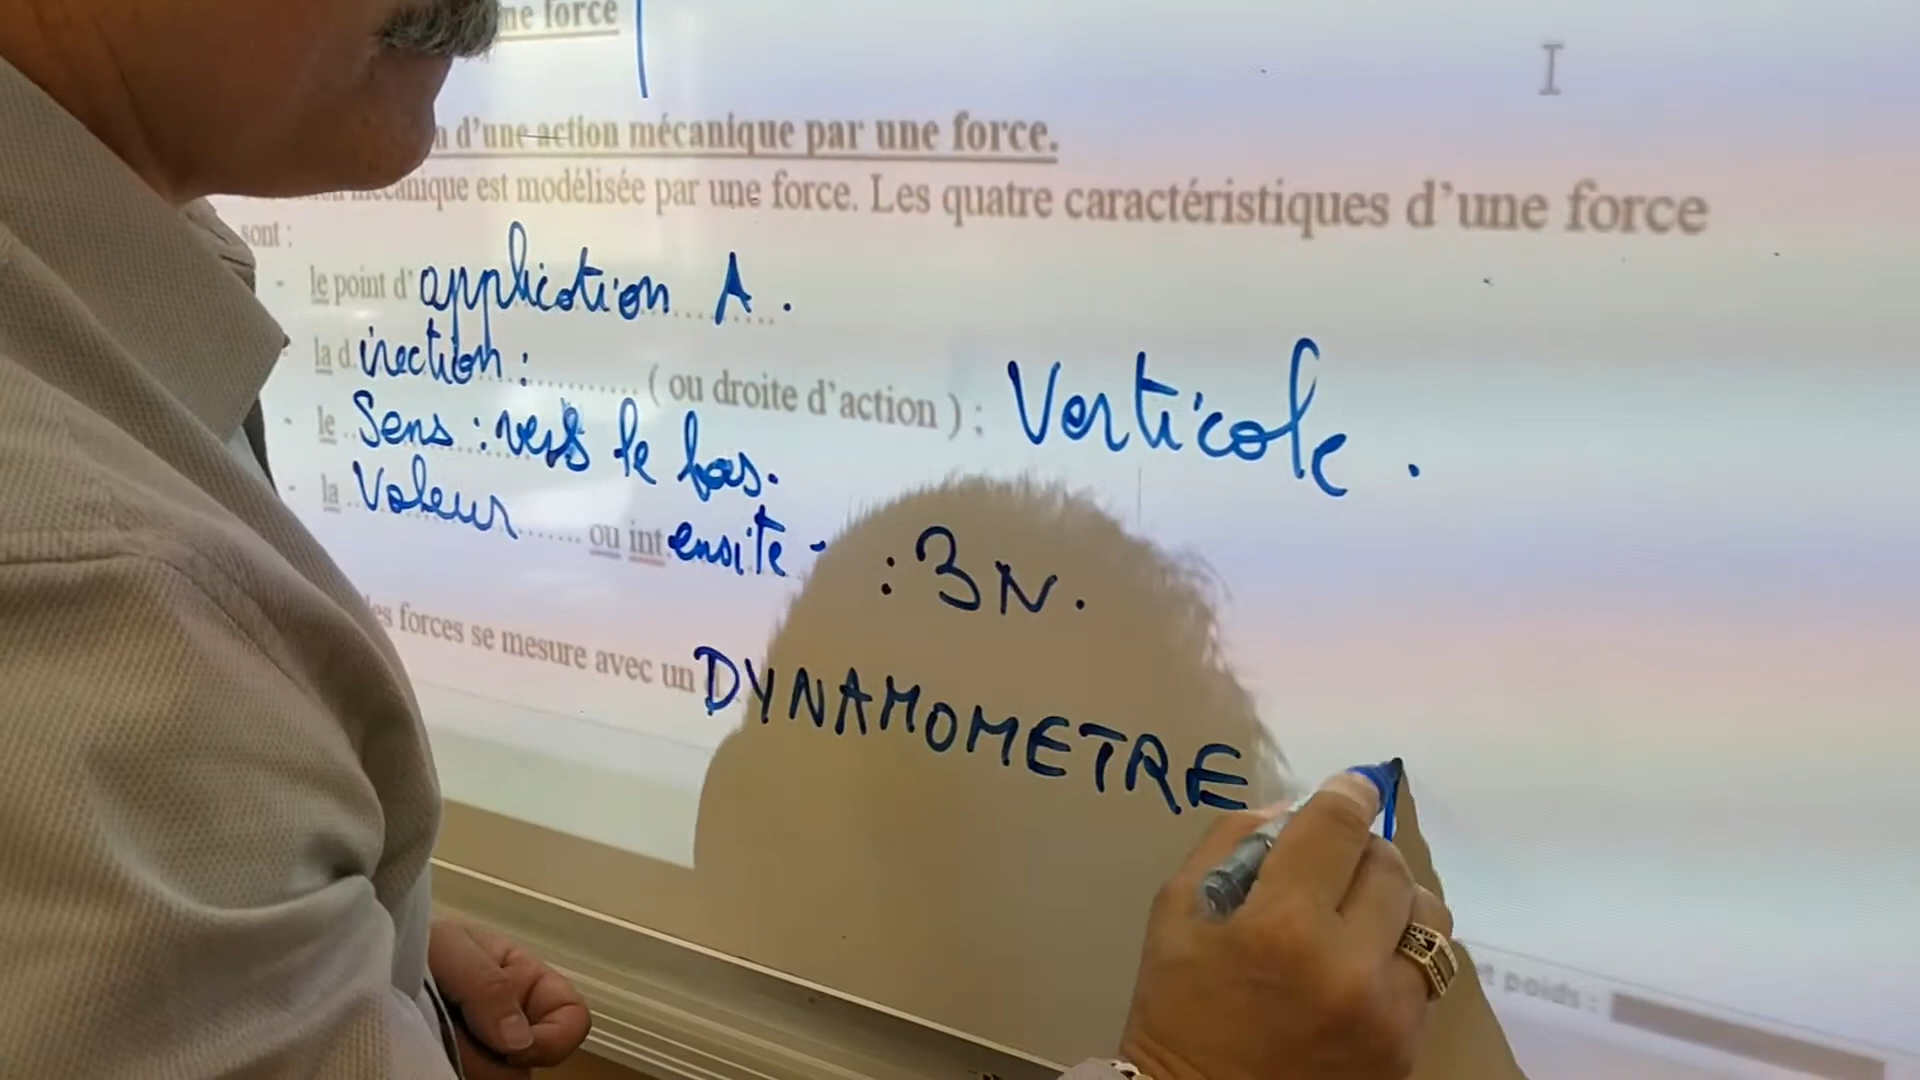 ne force
n d'une action mécanique par une force.
mécanique est modélisée par une force. Les quatre caractéristiques d'une force
sont :
- le point d'application A.
- la direction : ( ou droite d'action ) : Verticale.
- le Sens : vers le bas.
- la Valeur ou intensité : 3N.
es forces se mesure avec un DYNAMOMETRE
t poids :